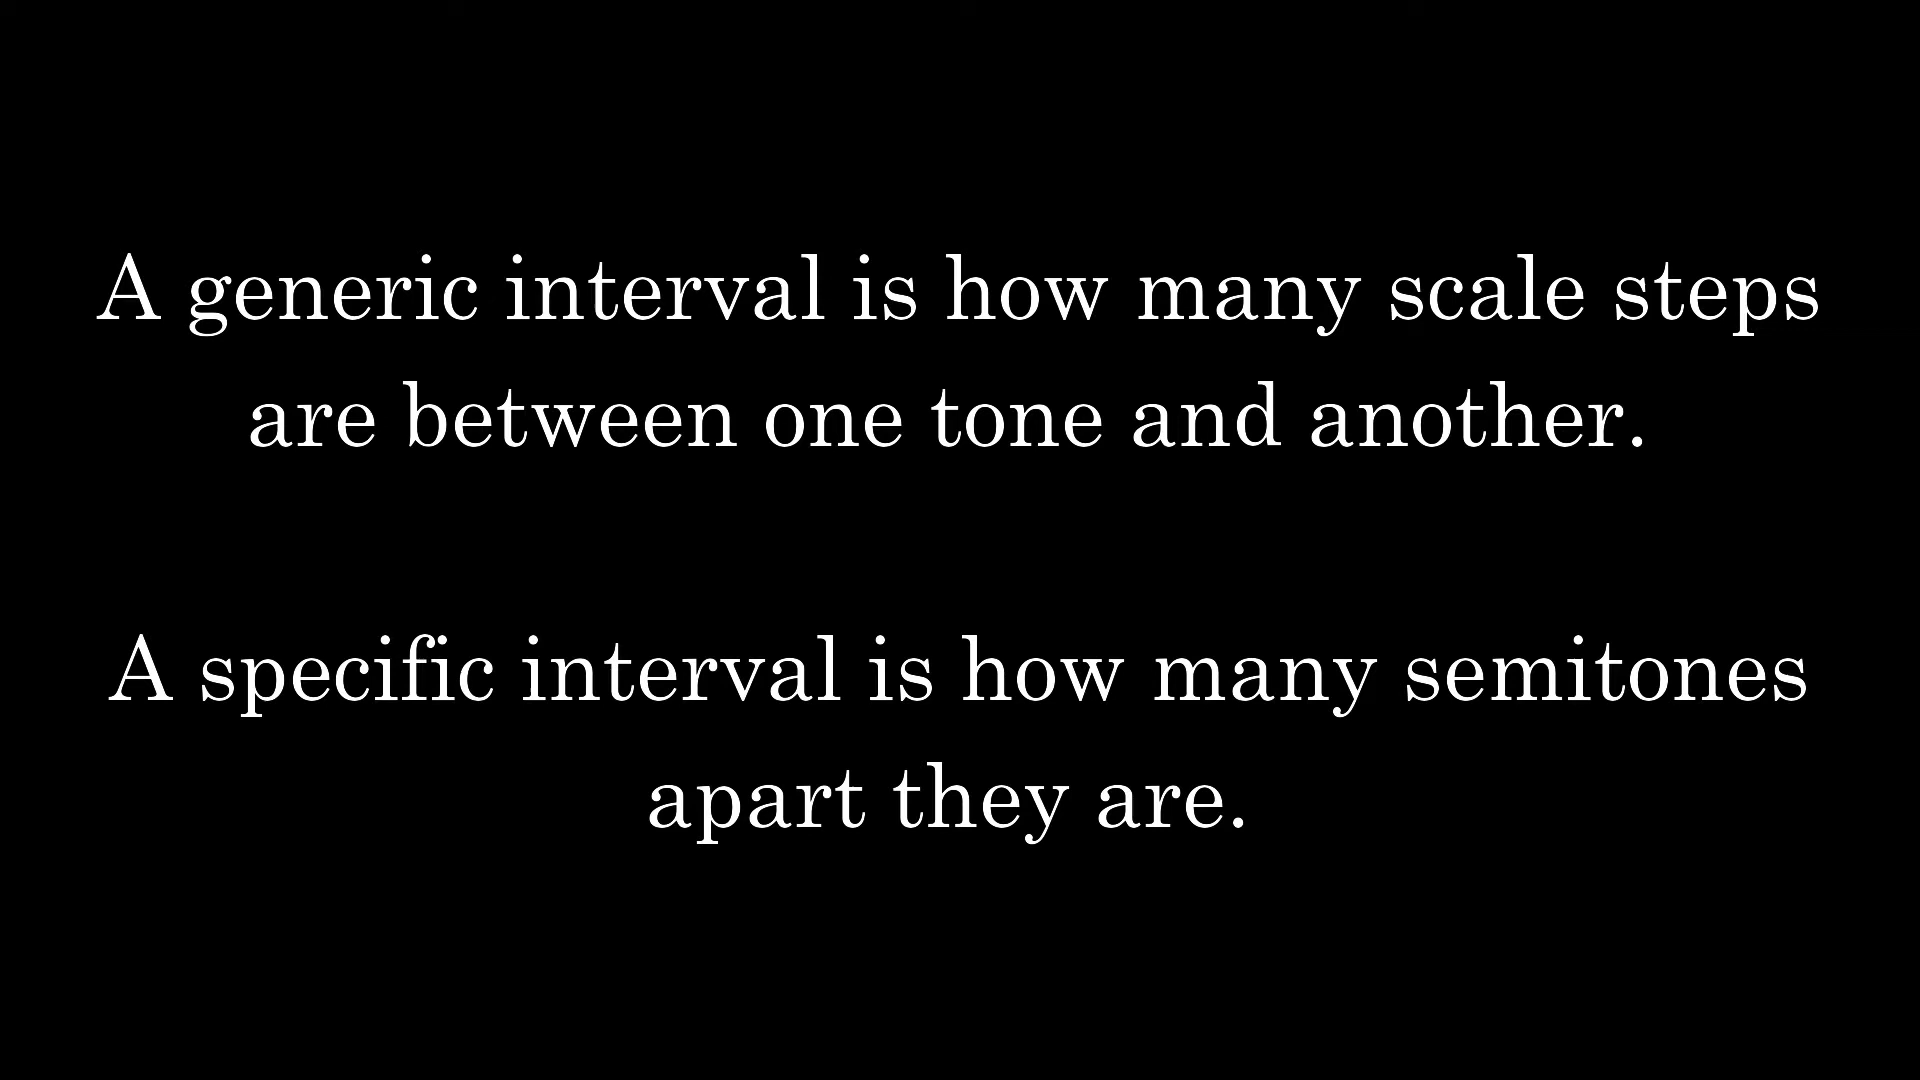 A generic interval is how many scale steps
are between one tone and another.
A specific interval is how many semitones
apart they are.